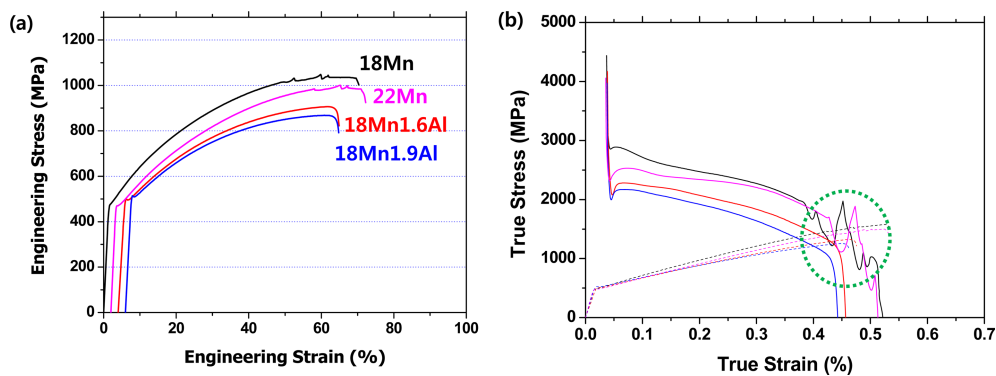 (a)
Engineering Stress (MPa)
1200
1000
800
600
400
200
0
0 20 40 60 80 100
Engineering Strain (%)
18Mn
22Mn
18Mn1.6Al
18Mn1.9Al
(b)
True Stress (MPa)
5000
4000
3000
2000
1000
0
0.0 0.1 0.2 0.3 0.4 0.5 0.6 0.7
True Strain (%)